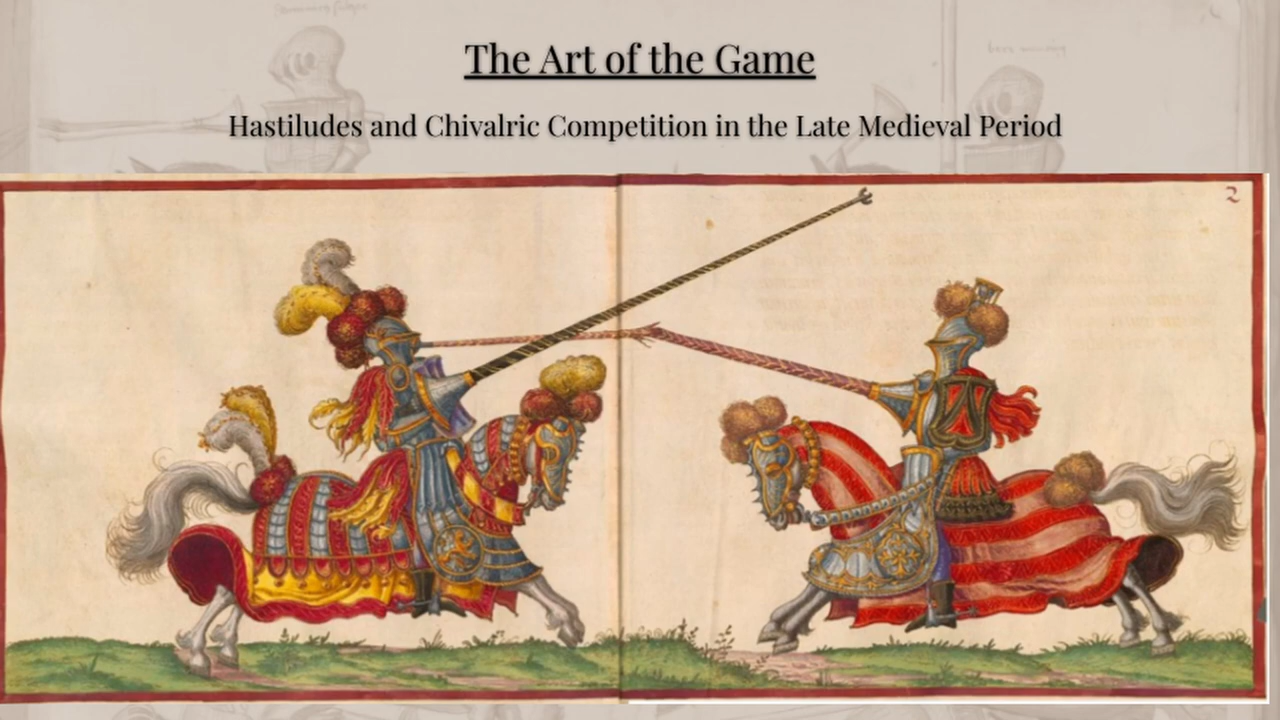 The Art of the Game
Hastiludes and Chivalric Competition in the Late Medieval Period
2